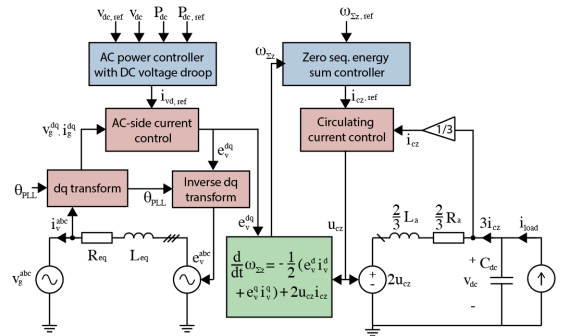 v_dc, ref v_dc P_dc P_dc, ref
ω_Σz, ref
AC power controller
with DC voltage droop
ω_Σz
Zero seq. energy
sum controller
i_vd, ref
i_cz, ref
v_g^dq, i_g^dq
AC-side current
control
Circulating
current control
1/3
i_cz
e_v^dq
θ_PLL
dq transform
θ_PLL
Inverse dq
transform
e_v^dq
u_cz
i_v^abc
R_eq
L_eq
e_v^abc
v_g^abc
d/dt ω_Σz = - 1/2 (e_v^d i_v^d
+ e_v^q i_v^q) + 2u_cz i_cz
2/3 L_a
2/3 R_a
3i_cz
i_load
+
-
2u_cz
+
v_dc
-
C_dc